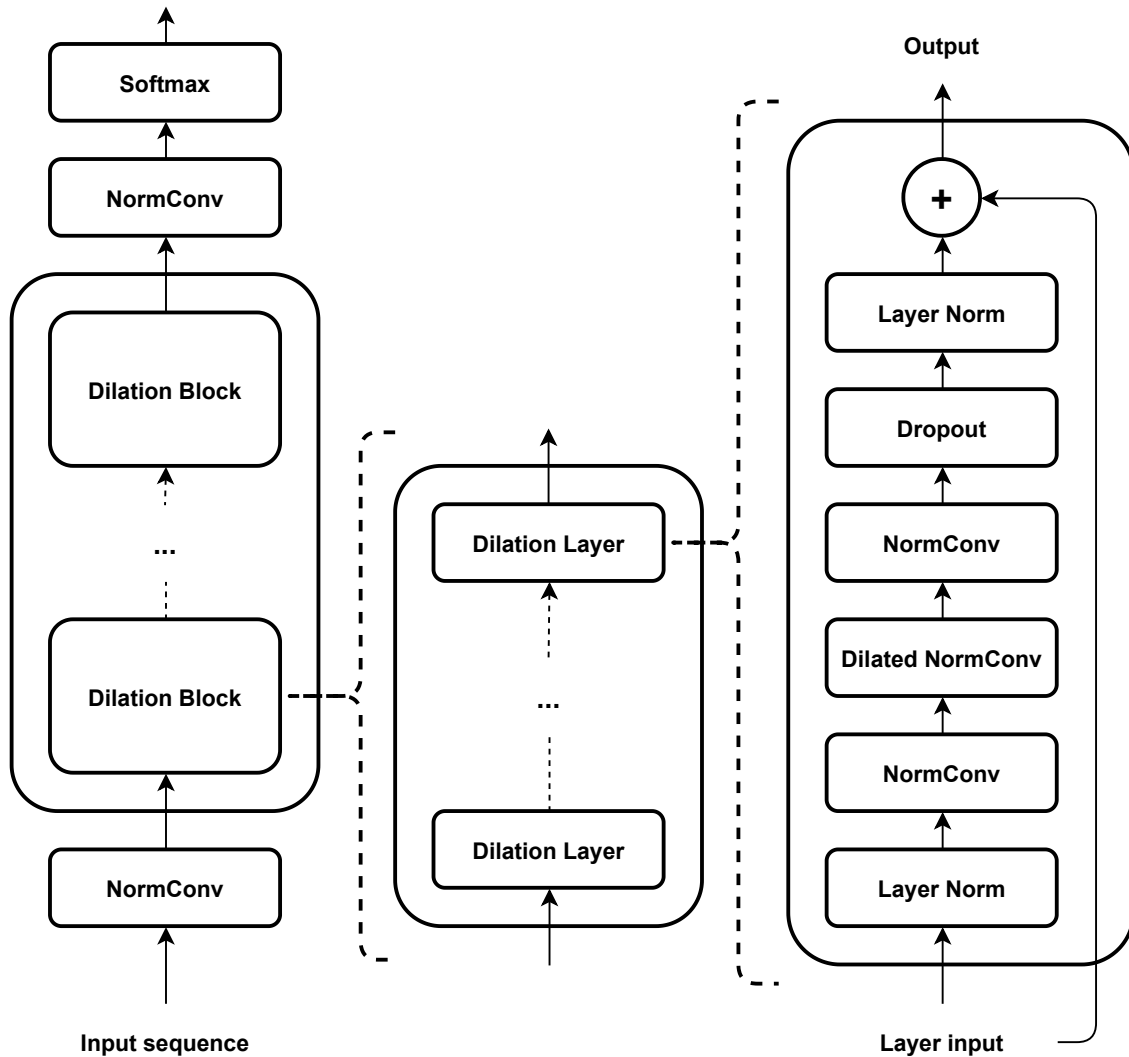 Softmax
NormConv
Dilation Block
...
Dilation Block
NormConv
Input sequence
Dilation Layer
...
Dilation Layer
Output
+
Layer Norm
Dropout
NormConv
Dilated NormConv
NormConv
Layer Norm
Layer input